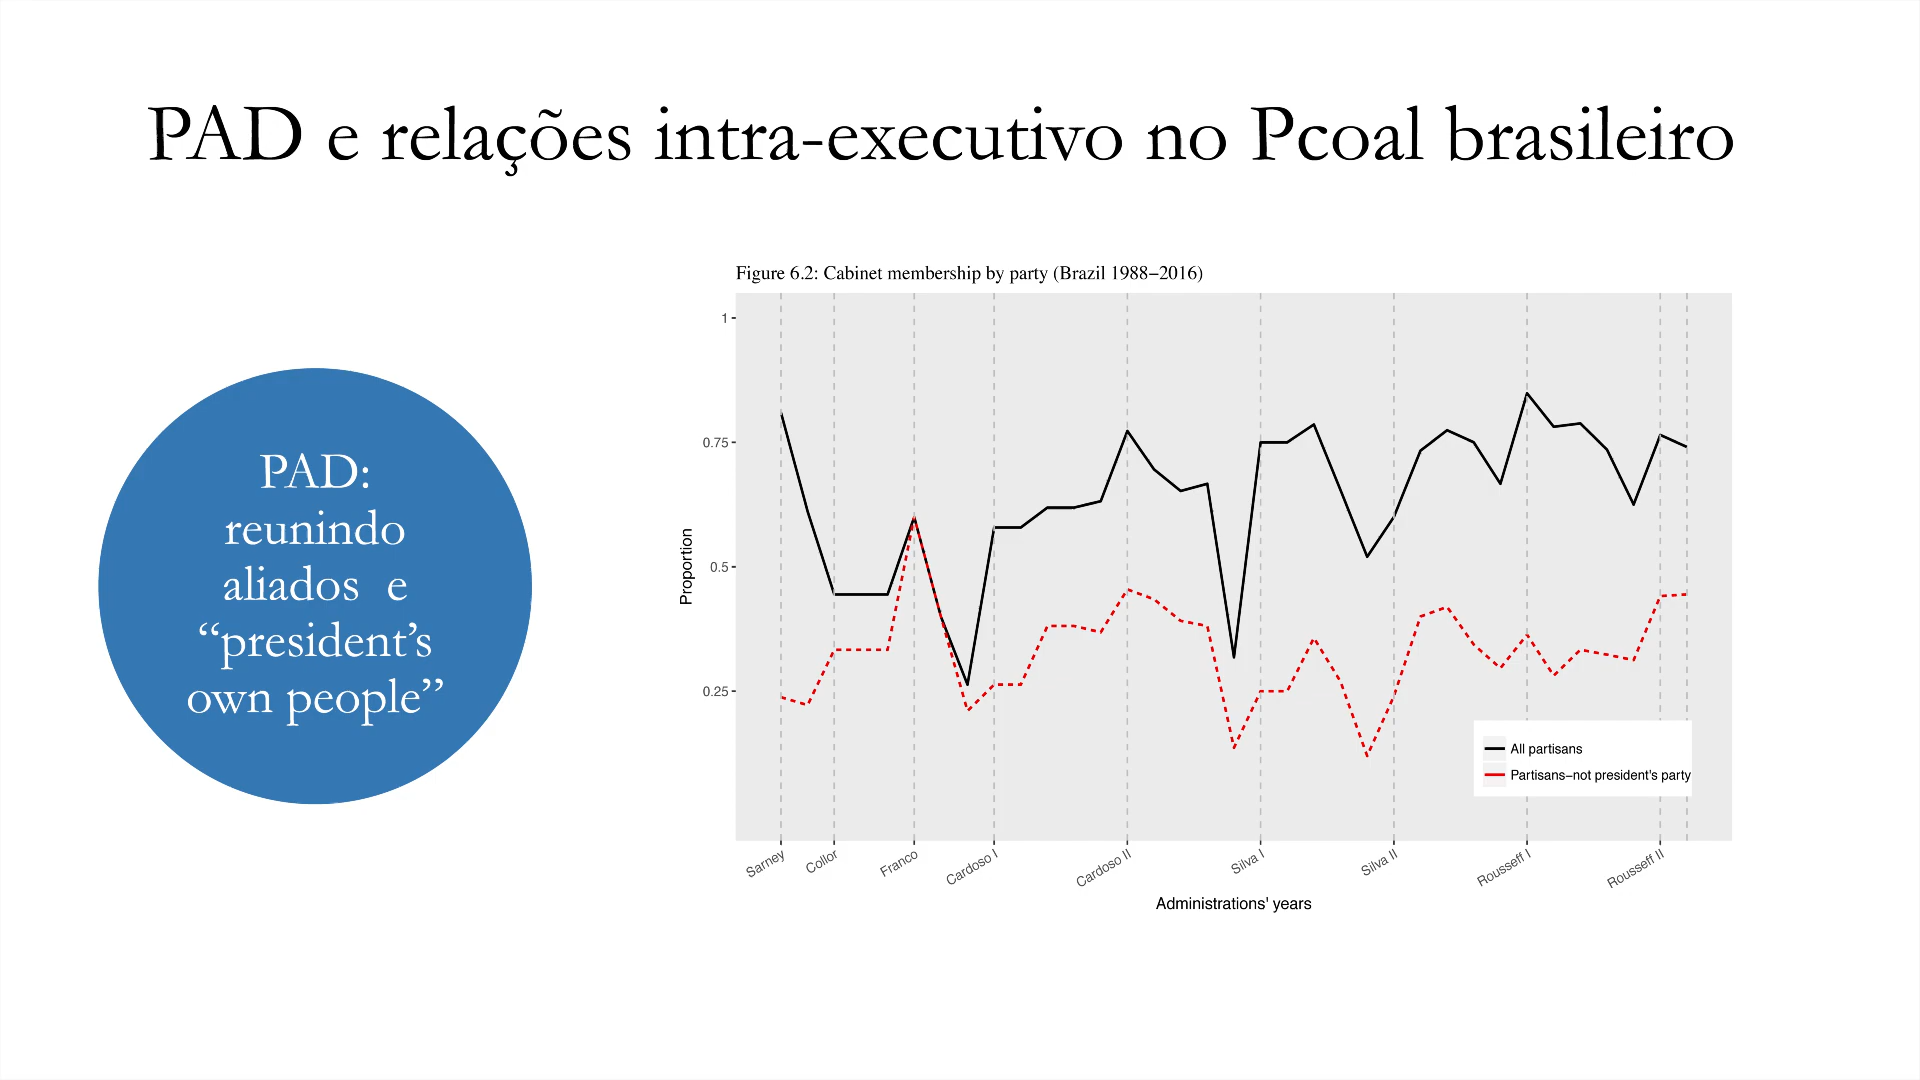 PAD e relações intra-executivo no Pcoal brasileiro
PAD:
reunindo
aliados e
“president’s
own people”
Figure 6.2: Cabinet membership by party (Brazil 1988–2016)
1
0.75
0.5
0.25
Proportion
All partisans
Partisans–not president's party
Sarney
Collor
Franco
Cardoso I
Cardoso II
Silva I
Silva II
Rousseff I
Rousseff II
Administrations' years